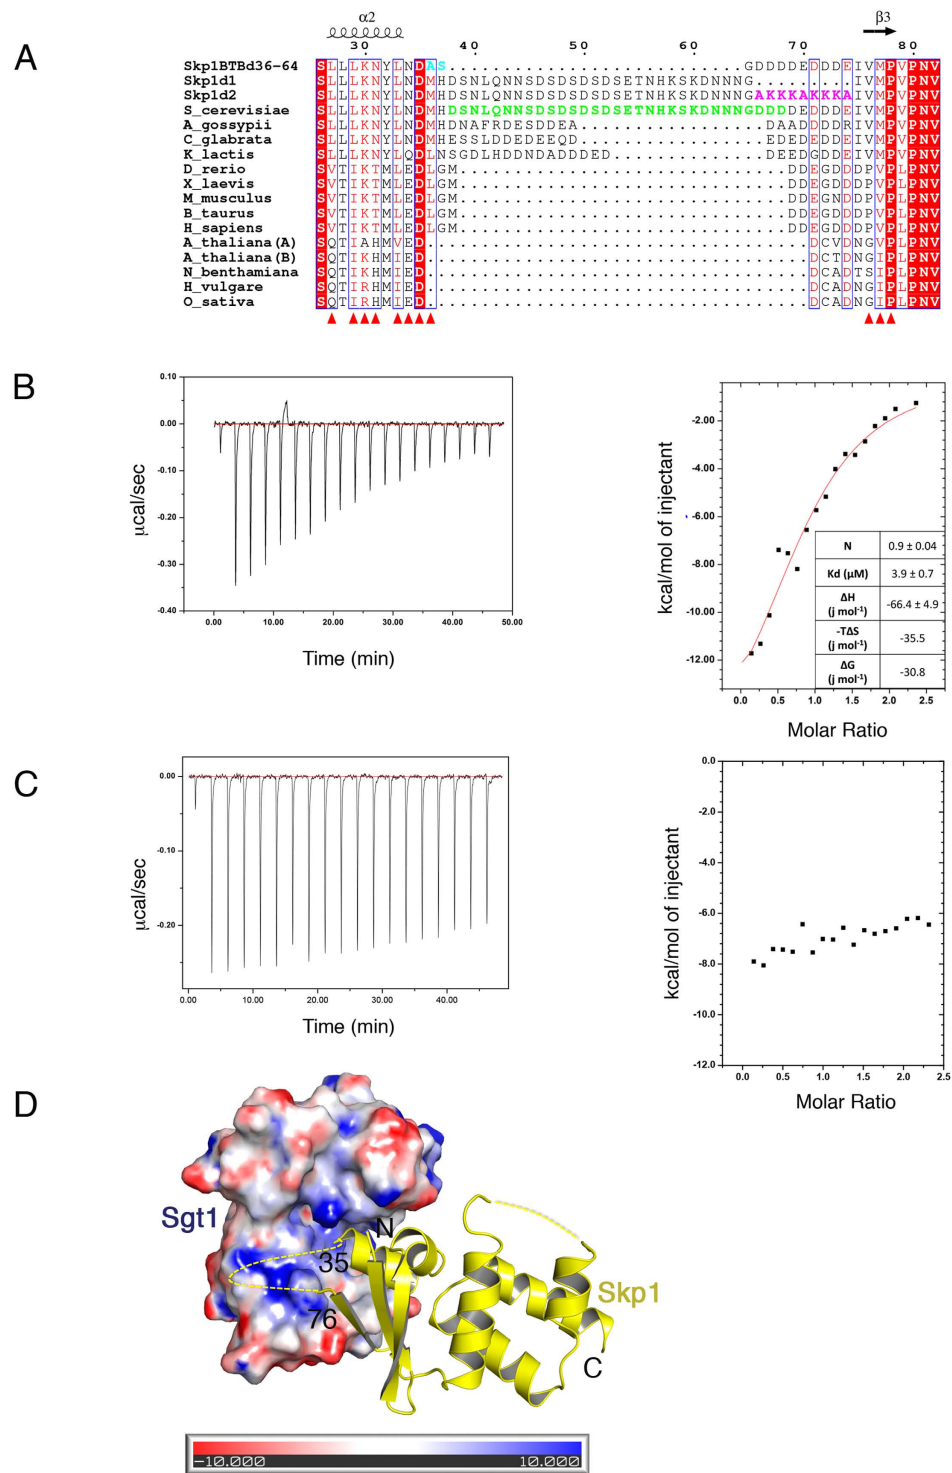 A
α2
β3
30 40 50 60 70 80
Skp1BTBd36-64 SLLLKNYLNDAS...........................GDDDDEDDDEIVMPVPNV
Skp1d1 SLLLKNYLNDMHDSNLQNNSDSDSDSDSETNHKSKDNNNG.........IVMPVPNV
Skp1d2 SLLLKNYLNDMHDSNLQNNSDSDSDSDSETNHKSKDNNNGAKKKAKKKAIVMPVPNV
S_cerevisiae SLLLKNYLNDMHDSNLQNNSDSDSDSDSETNHKSKDNNNGDDDDEDDDEIVMPVPNV
A_gossypii SLLLKNYLNDMHDNAFRDESDDEA.................DAADDDDRIVMPVPNV
C_glabrata SLLLKNYLNDMHESSLDDEDEEQD.................EDEDEDDEIVMPVPNV
K_lactis SLLLKNYLQDLNSGDLHDDNDADDDED..............DEEDGDDEIVMPVPNV
D_rerio SVTIKTMLEDLGM..............................DDEGDDDPVPLPNV
X_laevis SVTIKTMLEDLGM..............................DDEGDDDPVPLPNV
M_musculus SVTIKTMLEDLGM..............................DDEGNDDPVPLPNV
B_taurus SVTIKTMLEDLGM..............................DDEGDDDPVPLPNV
H_sapiens SVTIKTMLEDLGM..............................DDEGDDDPVPLPNV
A_thaliana(A) SQTIAHMVED...................................DCVDNGVPLPNV
A_thaliana(B) SQTIKHMIED...................................DCTDTSIPLPNV
N_benthamiana SQTIKHMIED...................................DCADTSIPLPNV
H_vulgare SQTIRHMIED...................................DCADNGIPLPNV
O_sativa SQTIRHMIED...................................DCADNGIPLPNV
B
0.10
0.00
-0.10
-0.20
-0.30
-0.40
0.00 10.00 20.00 30.00 40.00 50.00
µcal/sec
Time (min)
-2.00
-4.00
-6.00
-8.00
-10.00
-12.00
0.0 0.5 1.0 1.5 2.0 2.5
kcal/mol of injectant
Molar Ratio
N 0.9 ± 0.04
Kd (µM) 3.9 ± 0.7
ΔH (j mol-1) -66.4 ± 4.9
-TΔS (j mol-1) -35.5
ΔG (j mol-1) -30.8
C
0.00
-0.10
-0.20
0.00 10.00 20.00 30.00 40.00
µcal/sec
Time (min)
0.0
-2.0
-4.0
-6.0
-8.0
-10.0
-12.0
0.0 0.5 1.0 1.5 2.0 2.5
kcal/mol of injectant
Molar Ratio
D
Sgt1
N
35
76
Skp1
C
-10.000 10.000